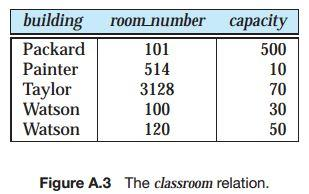 building room_number capacity
Packard 101 500
Painter 514 10
Taylor 3128 70
Watson 100 30
Watson 120 50
Figure A.3 The classroom relation.